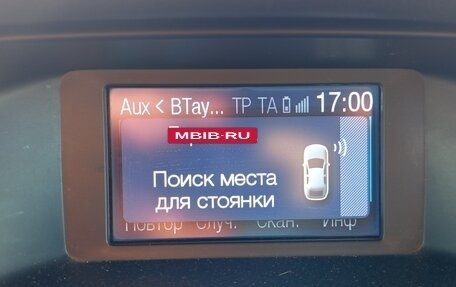 Aux < BTay... TP TA 17:00
MBIB·RU
Поиск места
для стоянки
Повтор Случ. Скан. Инф